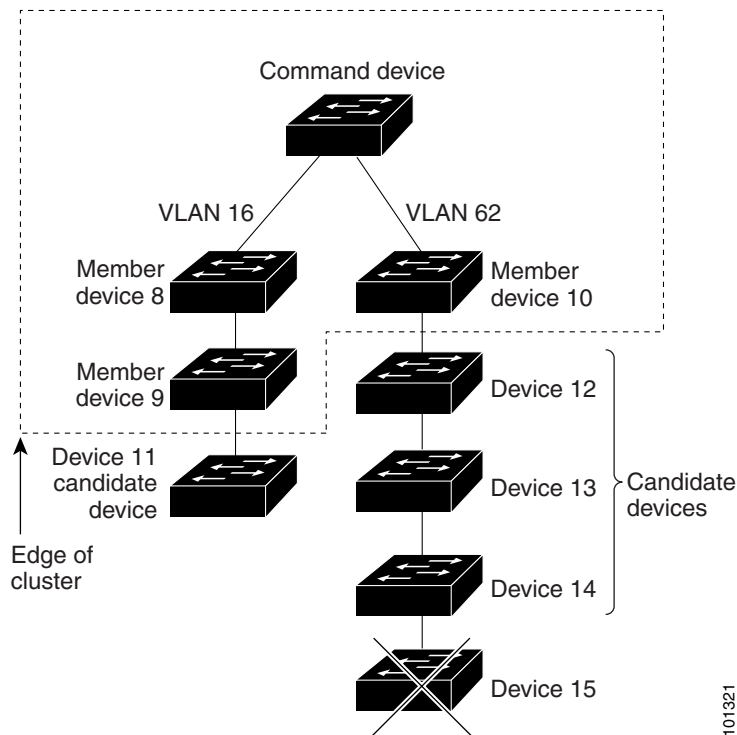 Command device
VLAN 16
VLAN 62
Member
device 8
Member
device 10
Member
device 9
Device 12
Device 11
candidate
device
Device 13
Candidate
devices
Edge of
cluster
Device 14
Device 15
101321